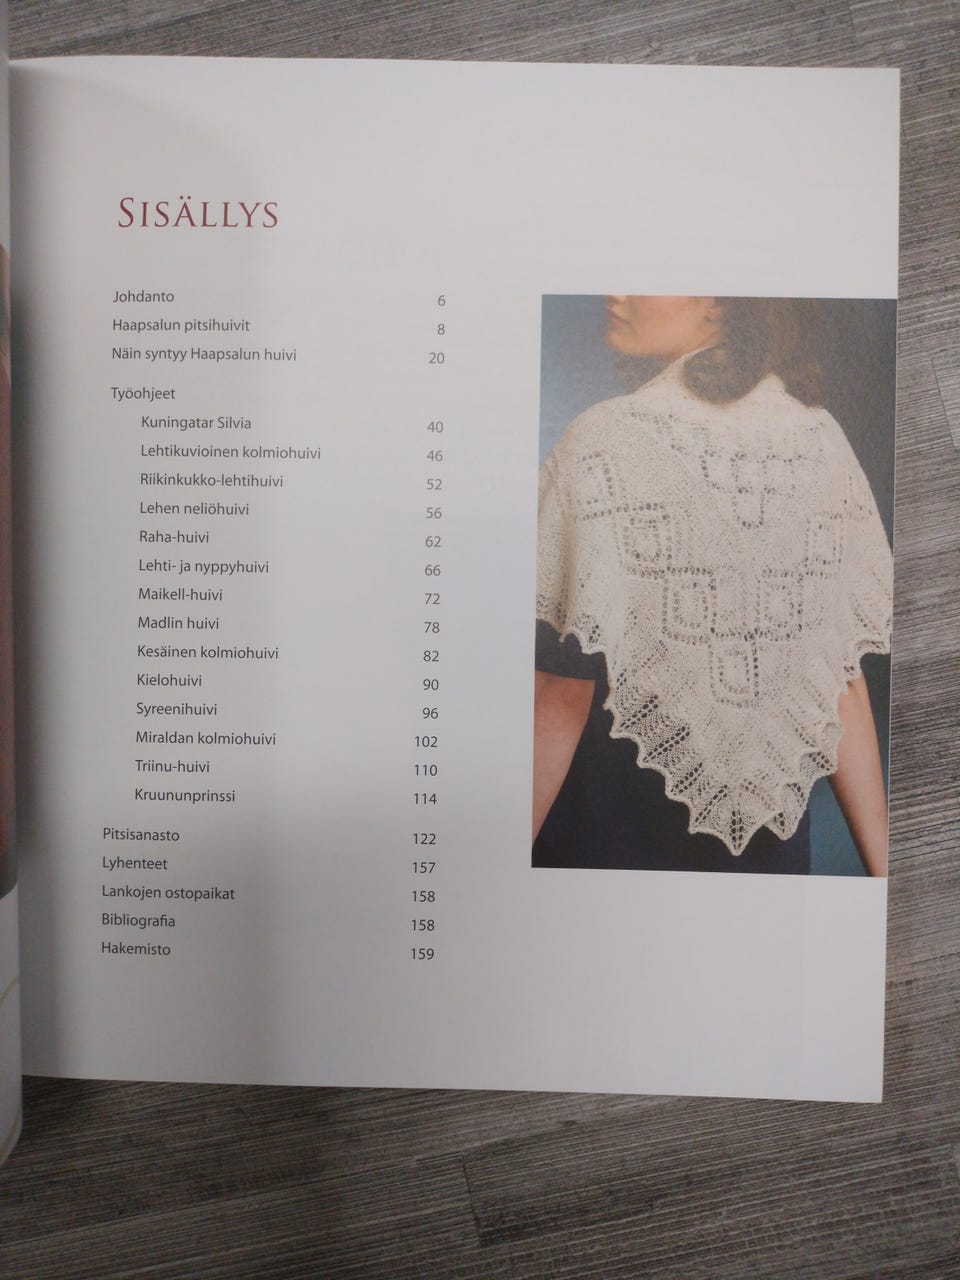 SISÄLLYS
Johdanto 6
Haapsalun pitsihuivit 8
Näin syntyy Haapsalun huivi 20
Työohjeet
Kuningatar Silvia 40
Lehtikuvioinen kolmiohuivi 46
Riikinkukko-lehtihuivi 52
Lehen neliöhuivi 56
Raha-huivi 62
Lehti- ja nyppyhuivi 66
Maikell-huivi 72
Madlin huivi 78
Kesäinen kolmiohuivi 82
Kielohuivi 90
Syreenihuivi 96
Miraldan kolmiohuivi 102
Triinu-huivi 110
Kruununprinssi 114
Pitsisanasto 122
Lyhenteet 157
Lankojen ostopaikat 158
Bibliografia 158
Hakemisto 159